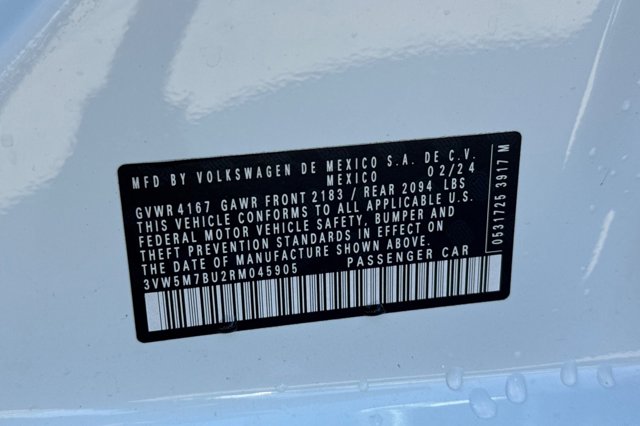 MFD BY VOLKSWAGEN DE MEXICO S.A. DE C.V.
MEXICO 02/24
GVWR 4167 GAWR FRONT 2183 / REAR 2094 LBS
THIS VEHICLE CONFORMS TO ALL APPLICABLE U.S.
FEDERAL MOTOR VEHICLE SAFETY, BUMPER AND
THEFT PREVENTION STANDARDS IN EFFECT ON
THE DATE OF MANUFACTURE SHOWN ABOVE.
3VW5M7BU2RM045905 PASSENGER CAR
0531725 3917 M